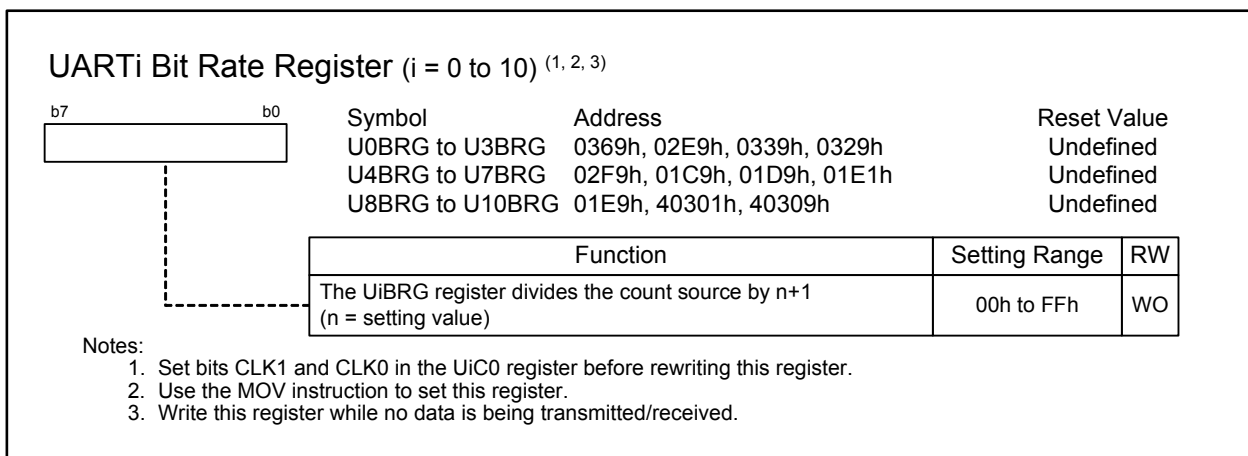 UARTi Bit Rate Register (i = 0 to 10) (1, 2, 3)
b7 b0
Symbol Address Reset Value
U0BRG to U3BRG 0369h, 02E9h, 0339h, 0329h Undefined
U4BRG to U7BRG 02F9h, 01C9h, 01D9h, 01E1h Undefined
U8BRG to U10BRG 01E9h, 40301h, 40309h Undefined
Function Setting Range RW
The UiBRG register divides the count source by n+1
(n = setting value) 00h to FFh WO
Notes:
1. Set bits CLK1 and CLK0 in the UiC0 register before rewriting this register.
2. Use the MOV instruction to set this register.
3. Write this register while no data is being transmitted/received.